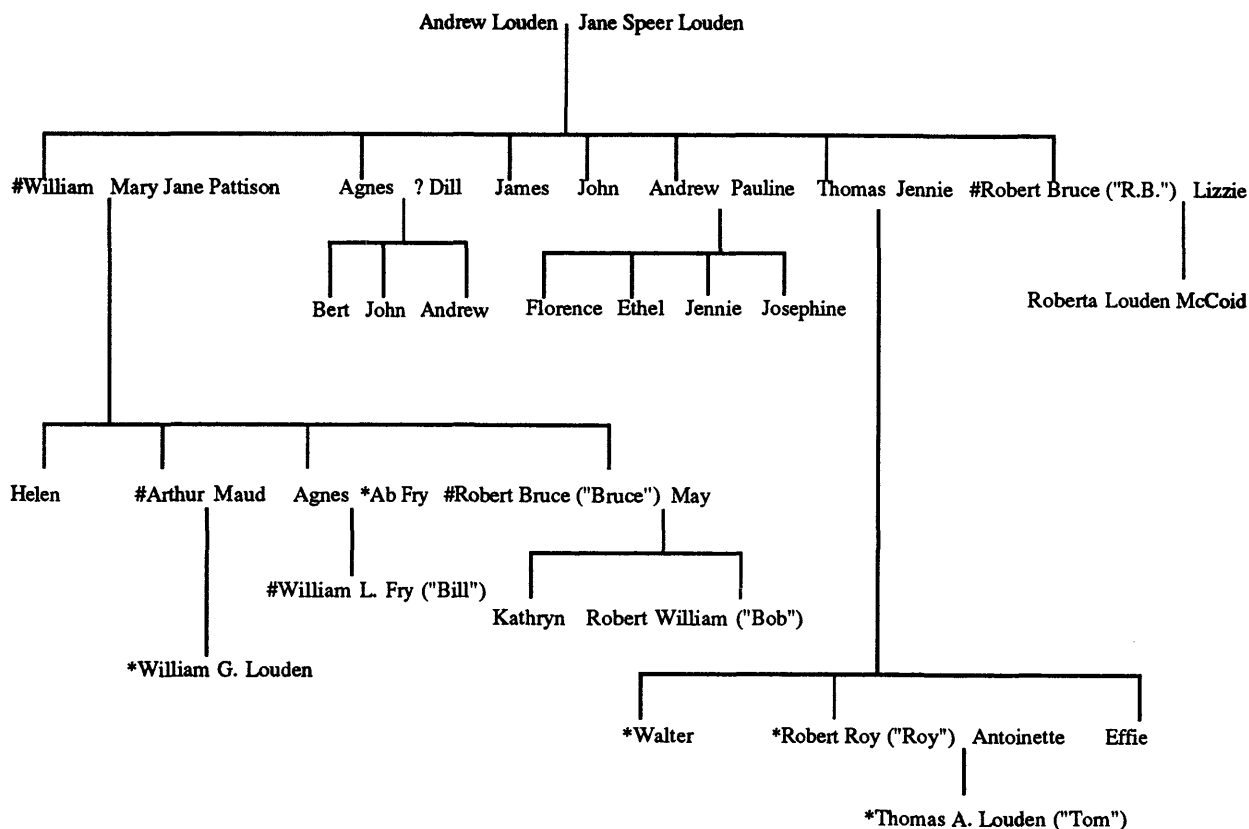 Andrew Louden Jane Speer Louden
#William Mary Jane Pattison Agnes ? Dill James John Andrew Pauline Thomas Jennie #Robert Bruce ("R.B.") Lizzie
Bert John Andrew Florence Ethel Jennie Josephine Roberta Louden McCoid
Helen #Arthur Maud Agnes *Ab Fry #Robert Bruce ("Bruce") May
#William L. Fry ("Bill")
Kathryn Robert William ("Bob")
*William G. Louden
*Walter *Robert Roy ("Roy") Antoinette Effie
*Thomas A. Louden ("Tom")